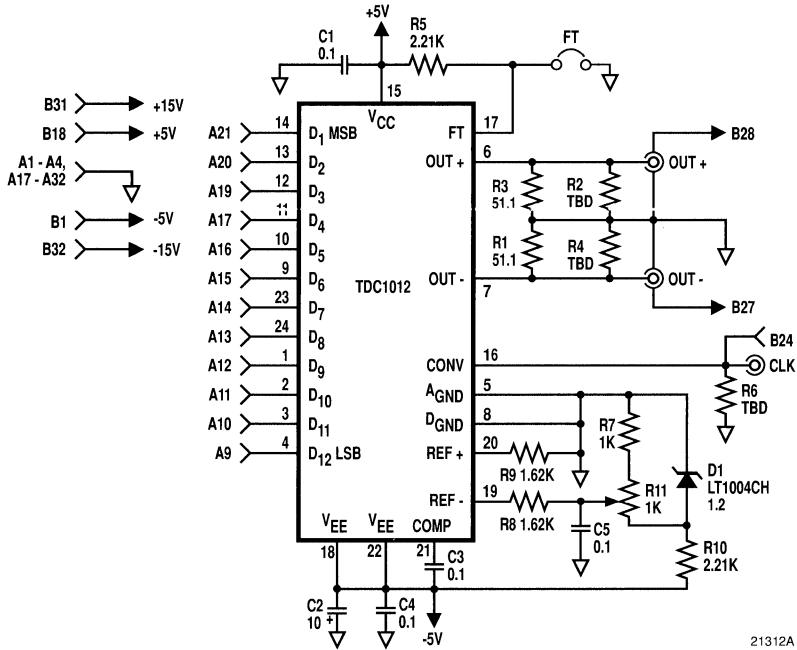 +5V
C1
0.1
R5
2.21K
FT
15
B31 +15V
B18 +5V
A1 - A4,
A17 - A32
B1 -5V
B32 -15V
VCC
A21 14 D1 MSB
A20 13 D2
A19 12 D3
A17 11 D4
A16 10 D5
A15 9 D6
A14 23 D7
A13 24 D8
A12 1 D9
A11 2 D10
A10 3 D11
A9 4 D12 LSB
TDC1012
FT 17
OUT + 6
OUT - 7
CONV 16
AGND 5
DGND 8
REF + 20
REF - 19
VEE
VEE
COMP
18
22
21
B28
OUT +
R3
51.1
R2
TBD
R1
51.1
R4
TBD
OUT -
B27
B24
CLK
R6
TBD
R7
1K
R9 1.62K
R8 1.62K
R11
1K
D1
LT1004CH
1.2
C5
0.1
R10
2.21K
C3
0.1
C2
10 +
C4
0.1
-5V
21312A